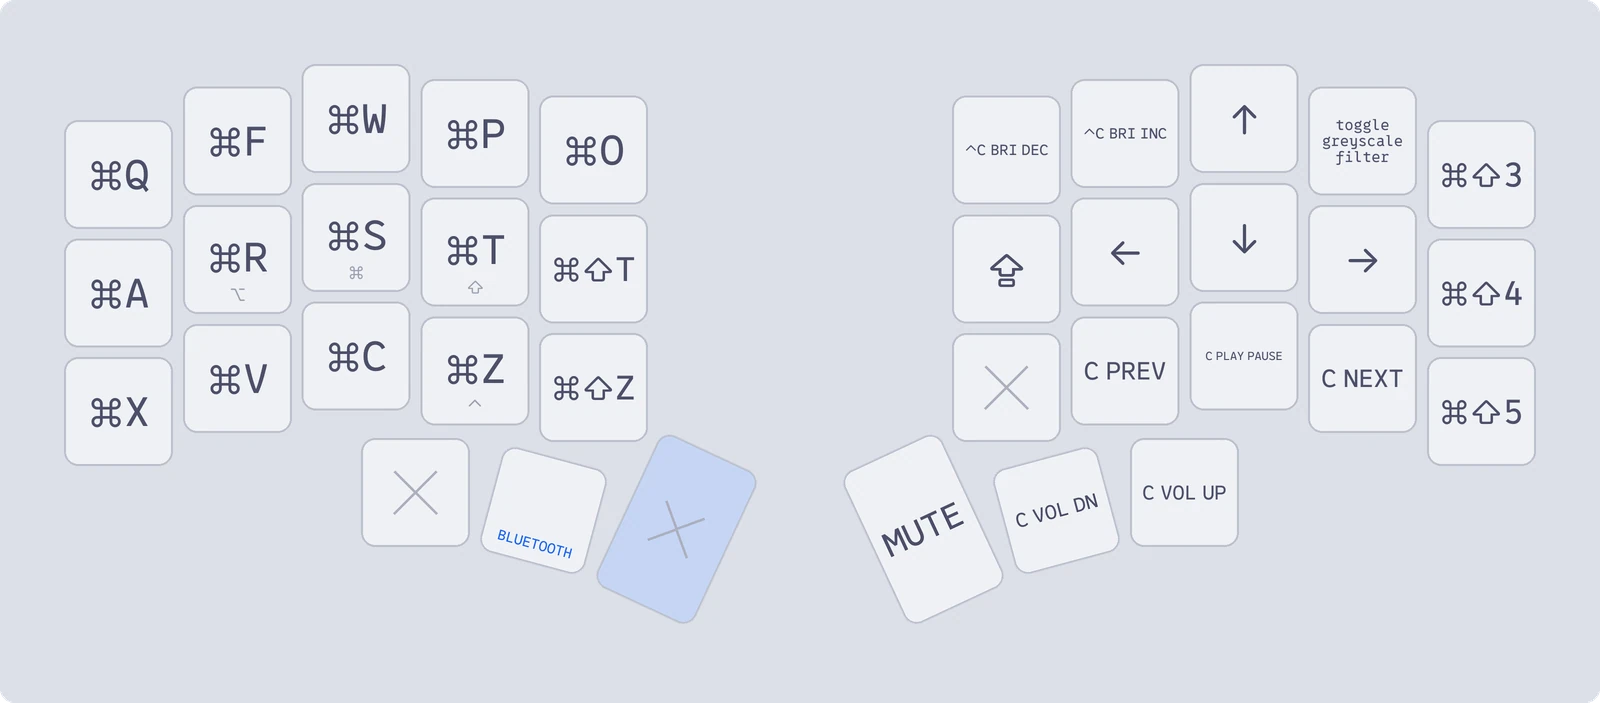 ⌘Q
⌘F
⌘W
⌘P
⌘O
⌘A
⌘R
⌥
⌘S
⌘
⌘T
⇧
⌘⇧T
⌘X
⌘V
⌘C
⌘Z
^
⌘⇧Z
BLUETOOTH
^C BRI DEC
^C BRI INC
↑
toggle
greyscale
filter
⌘⇧3
⇪
←
↓
→
⌘⇧4
C PREV
C PLAY PAUSE
C NEXT
⌘⇧5
MUTE
C VOL DN
C VOL UP